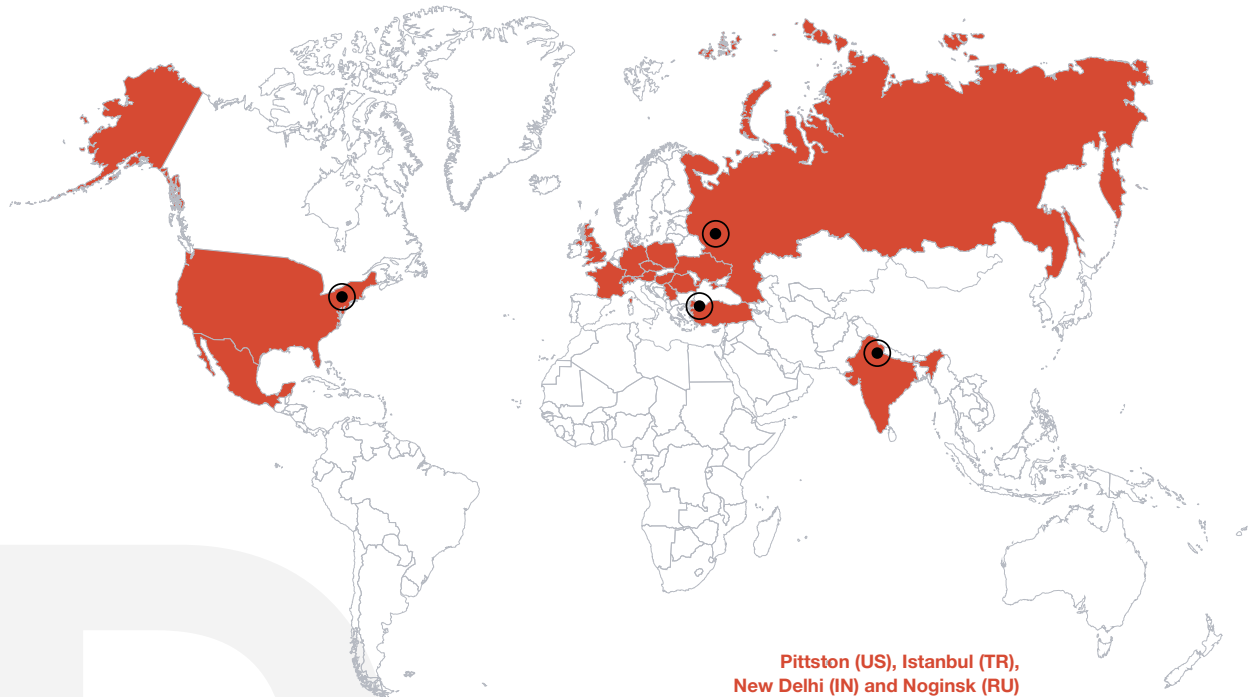 Pittston (US), Istanbul (TR),
New Delhi (IN) and Noginsk (RU)